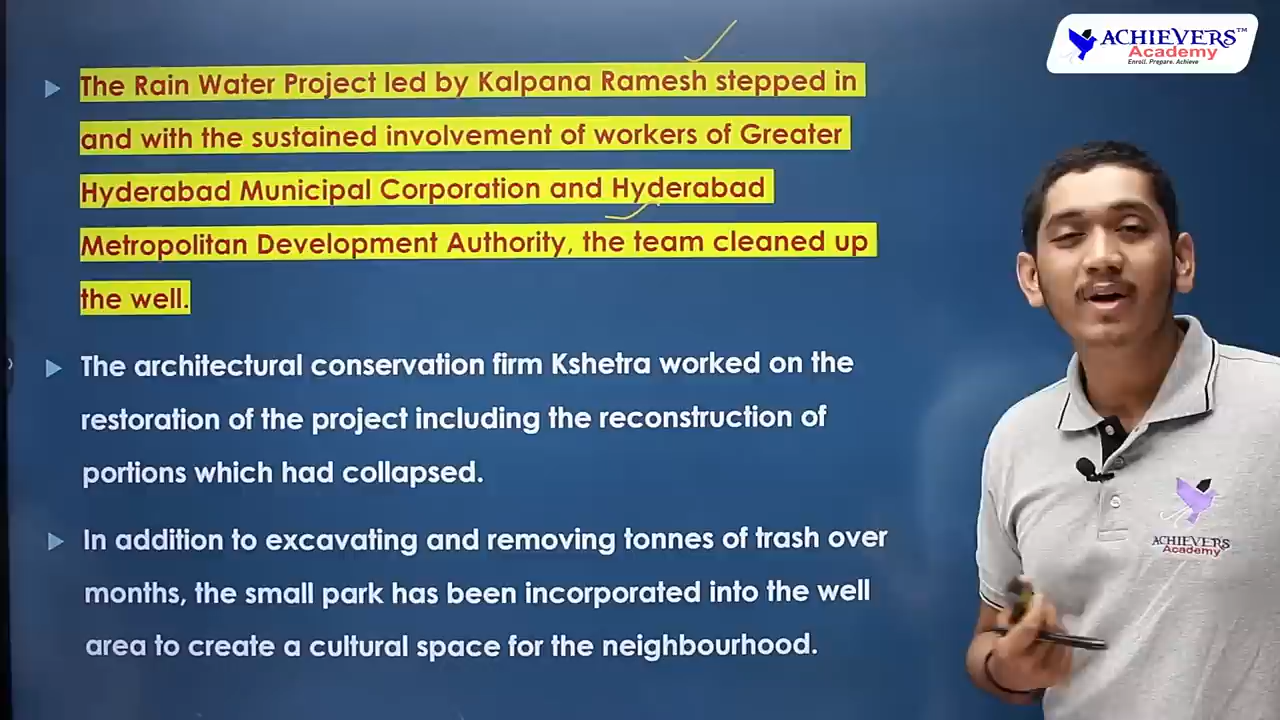 ACHIEVERS™
Academy
Enroll. Prepare. Achieve
The Rain Water Project led by Kalpana Ramesh stepped in
and with the sustained involvement of workers of Greater
Hyderabad Municipal Corporation and Hyderabad
Metropolitan Development Authority, the team cleaned up
the well.
The architectural conservation firm Kshetra worked on the
restoration of the project including the reconstruction of
portions which had collapsed.
In addition to excavating and removing tonnes of trash over
months, the small park has been incorporated into the well
area to create a cultural space for the neighbourhood.
ACHIEVERS
Academy